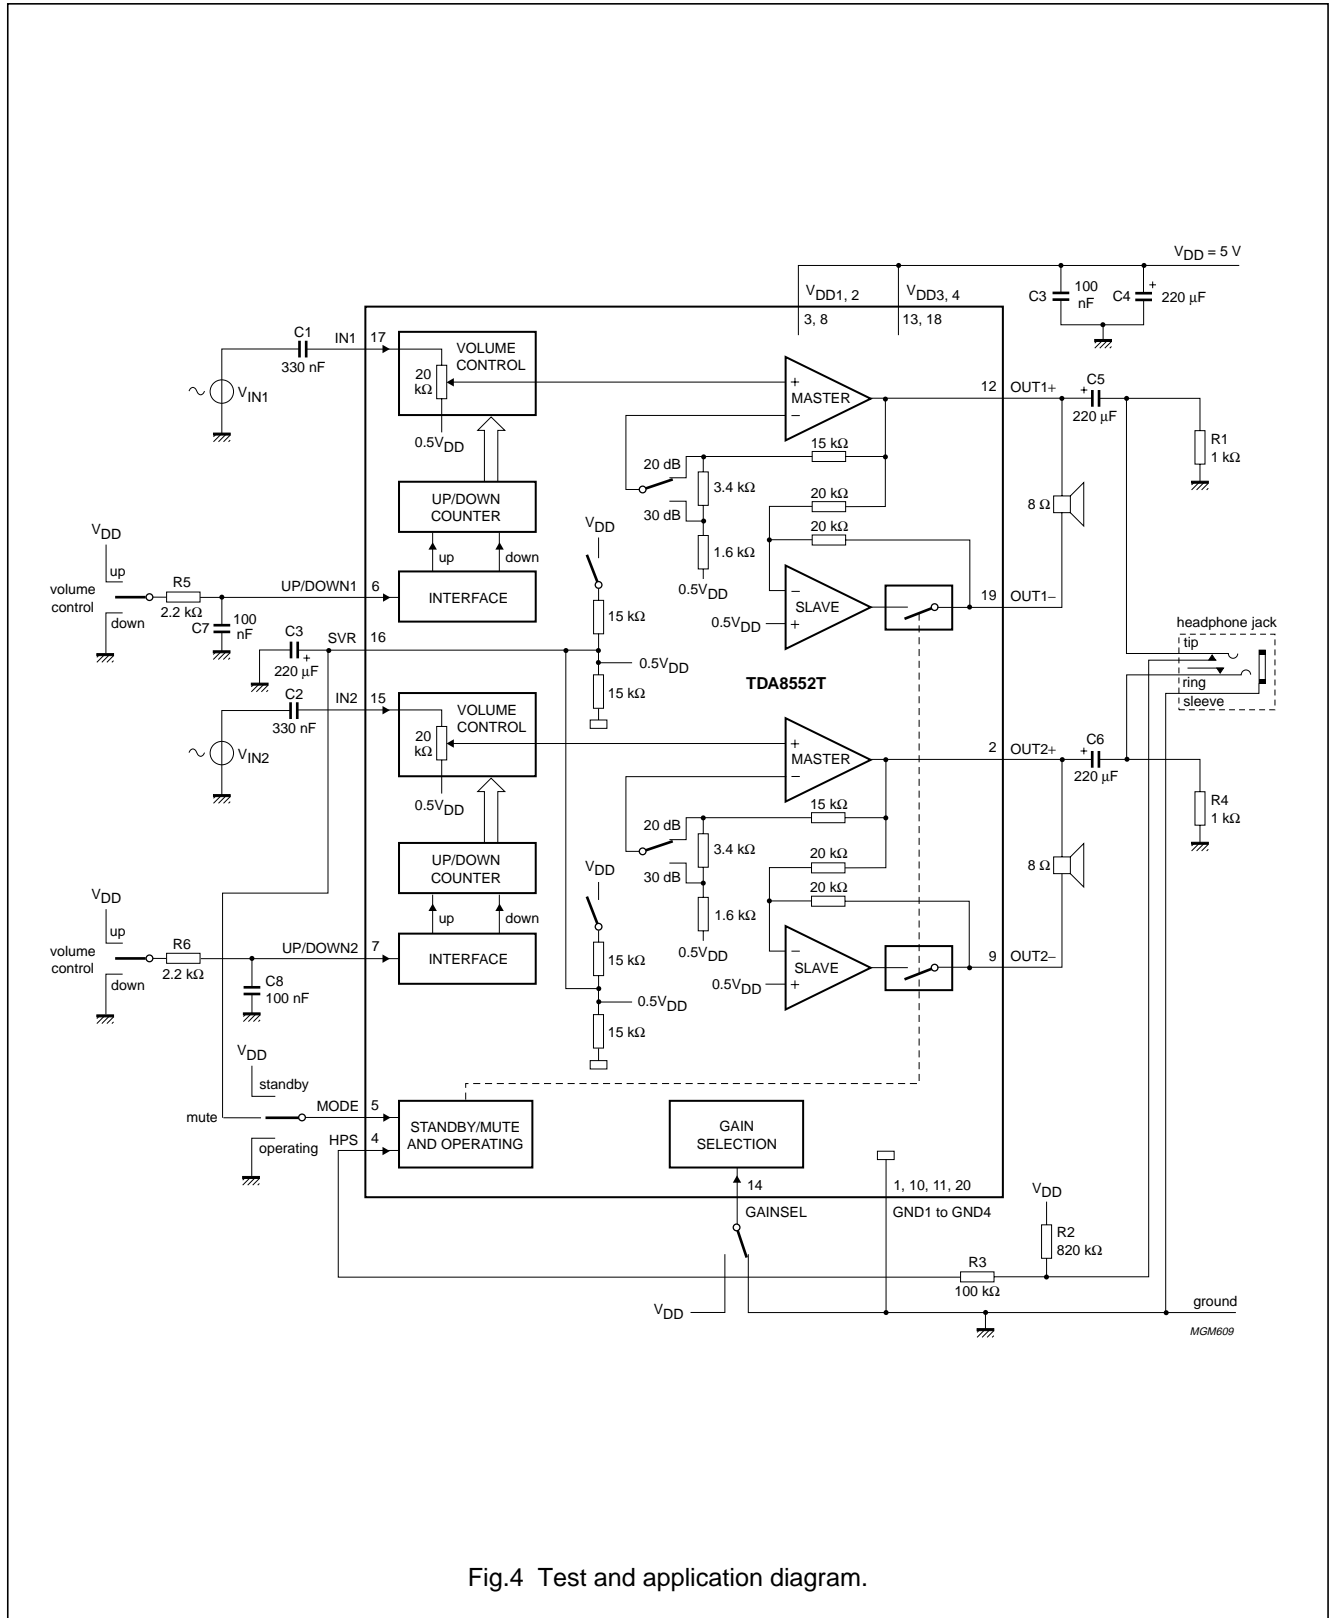 VDD = 5 V
VDD1, 2
VDD3, 4
3, 8
13, 18
C3
100
nF
C4
+
220 μF
C1
330 nF
IN1
17
VOLUME
CONTROL
20
kΩ
0.5VDD
VIN1
+
MASTER
−
12
OUT1+
C5
+
220 μF
R1
1 kΩ
15 kΩ
20 dB
3.4 kΩ
30 dB
1.6 kΩ
0.5VDD
20 kΩ
20 kΩ
8 Ω
UP/DOWN
COUNTER
up
down
INTERFACE
VDD
up
volume
control
down
R5
2.2 kΩ
C7
100
nF
UP/DOWN1
6
VDD
15 kΩ
0.5VDD
15 kΩ
−
SLAVE
+
0.5VDD
19
OUT1−
C3
+
220 μF
SVR
16
headphone jack
tip
ring
sleeve
TDA8552T
C2
330 nF
IN2
15
VOLUME
CONTROL
20
kΩ
0.5VDD
VIN2
+
MASTER
−
2
OUT2+
C6
+
220 μF
R4
1 kΩ
15 kΩ
20 dB
3.4 kΩ
30 dB
1.6 kΩ
0.5VDD
20 kΩ
20 kΩ
8 Ω
UP/DOWN
COUNTER
up
down
INTERFACE
VDD
up
volume
control
down
R6
2.2 kΩ
C8
100 nF
UP/DOWN2
7
VDD
15 kΩ
0.5VDD
15 kΩ
−
SLAVE
+
0.5VDD
9
OUT2−
VDD
standby
mute
operating
MODE
5
HPS
4
STANDBY/MUTE
AND OPERATING
GAIN
SELECTION
14
GAINSEL
1, 10, 11, 20
GND1 to GND4
VDD
R2
820 kΩ
R3
100 kΩ
VDD
ground
MGM609
Fig.4 Test and application diagram.